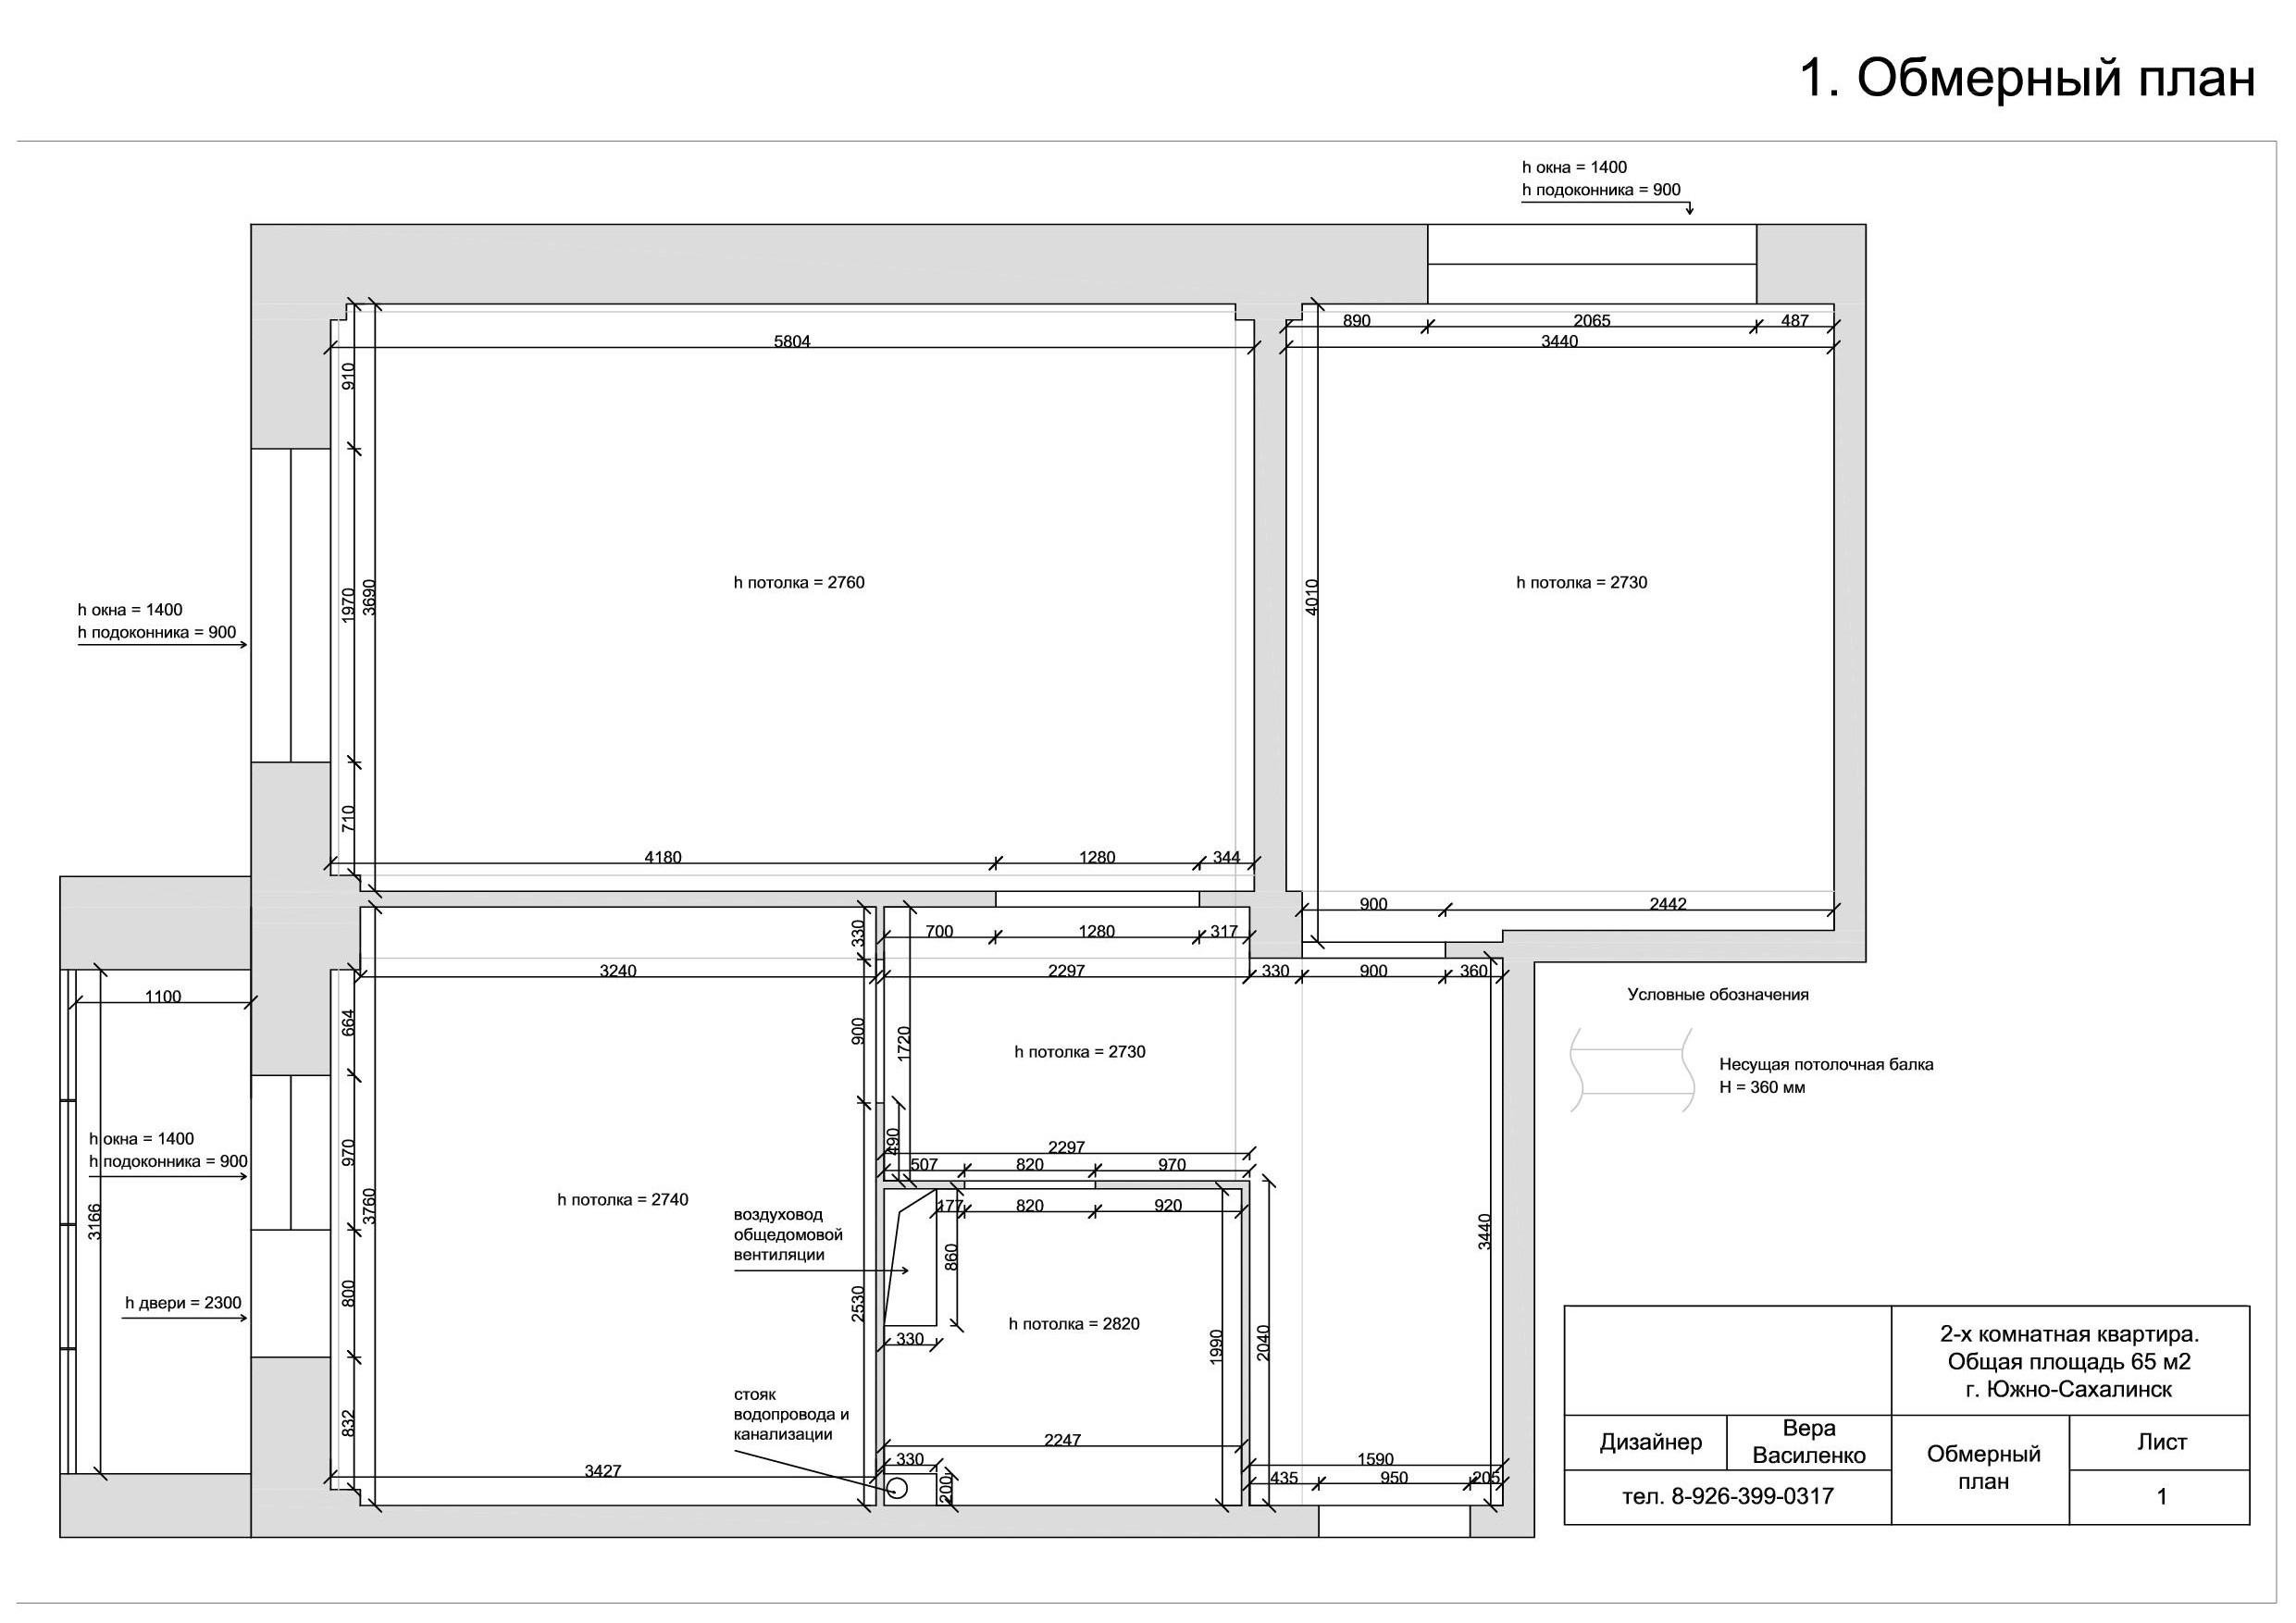 1. Обмерный план
h окна = 1400
h подоконника = 900
890
2065
487
5804
3440
910
h потолка = 2760
h потолка = 2730
1970
3690
4010
h окна = 1400
h подоконника = 900
710
4180
1280
344
900
2442
330
700
1280
317
3240
2297
330
900
360
1100
Условные обозначения
664
900
1720
h потолка = 2730
Несущая потолочная балка
H = 360 мм
h окна = 1400
h подоконника = 900
970
490
2297
507
820
970
3166
3760
h потолка = 2740
воздуховод
общедомовой
вентиляции
177
820
920
860
3440
h двери = 2300
800
2530
330
h потолка = 2820
1990
2040
стояк
водопровода и
канализации
832
3427
2247
330
200
1590
435
950
205
2-х комнатная квартира.
Общая площадь 65 м2
г. Южно-Сахалинск
Дизайнер
Вера
Василенко
Обмерный
план
Лист
тел. 8-926-399-0317
1